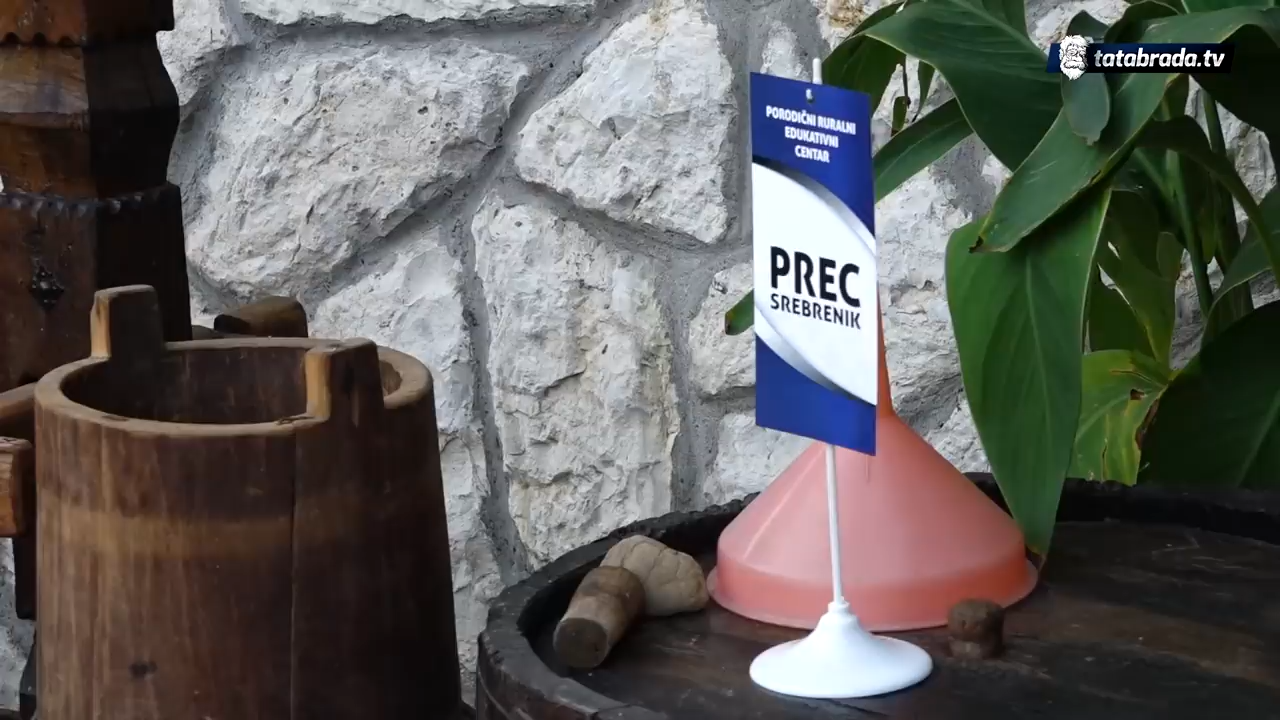 tatabrada.tv
PORODIČNI RURALNI
EDUKATIVNI
CENTAR
PREC
SREBRENIK